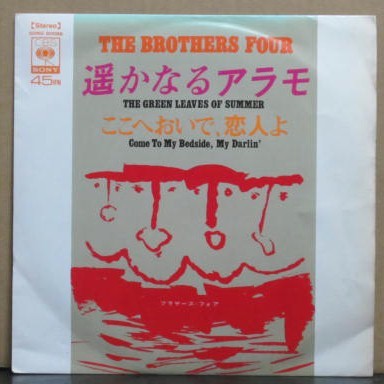 [Stereo]
CBS
SONY
45rpm
THE BROTHERS FOUR
遥かなるアラモ
THE GREEN LEAVES OF SUMMER
ここへおいで、恋人よ
Come To My Bedside, My Darlin'
ブラザース・フォア